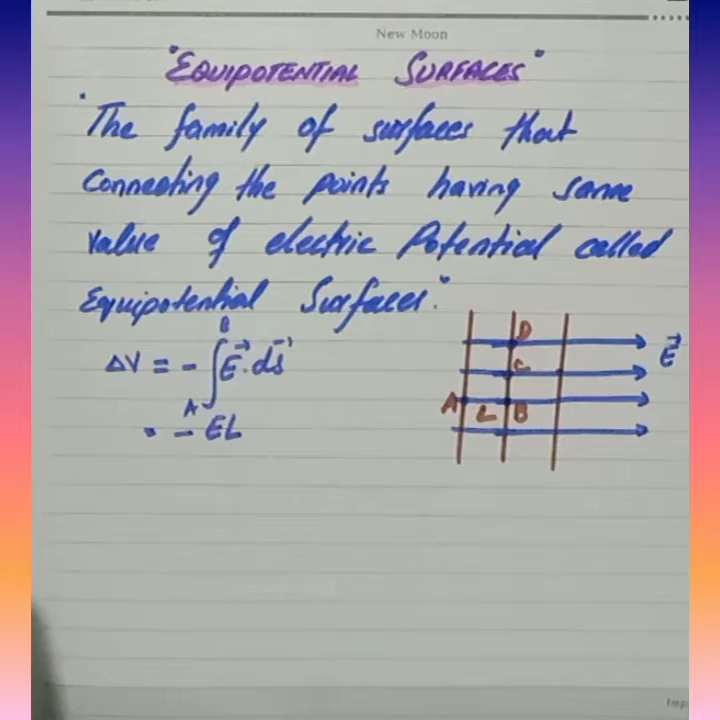 New Moon
"EQUIPOTENTIAL SURFACES"
"The family of surfaces that
connecting the points having same
value of electric Potential called
Equipotential Surfaces."
B
ΔV = - ∫ E⃗. ds⃗
A
= - EL
D
C
A L B
E⃗
Imp